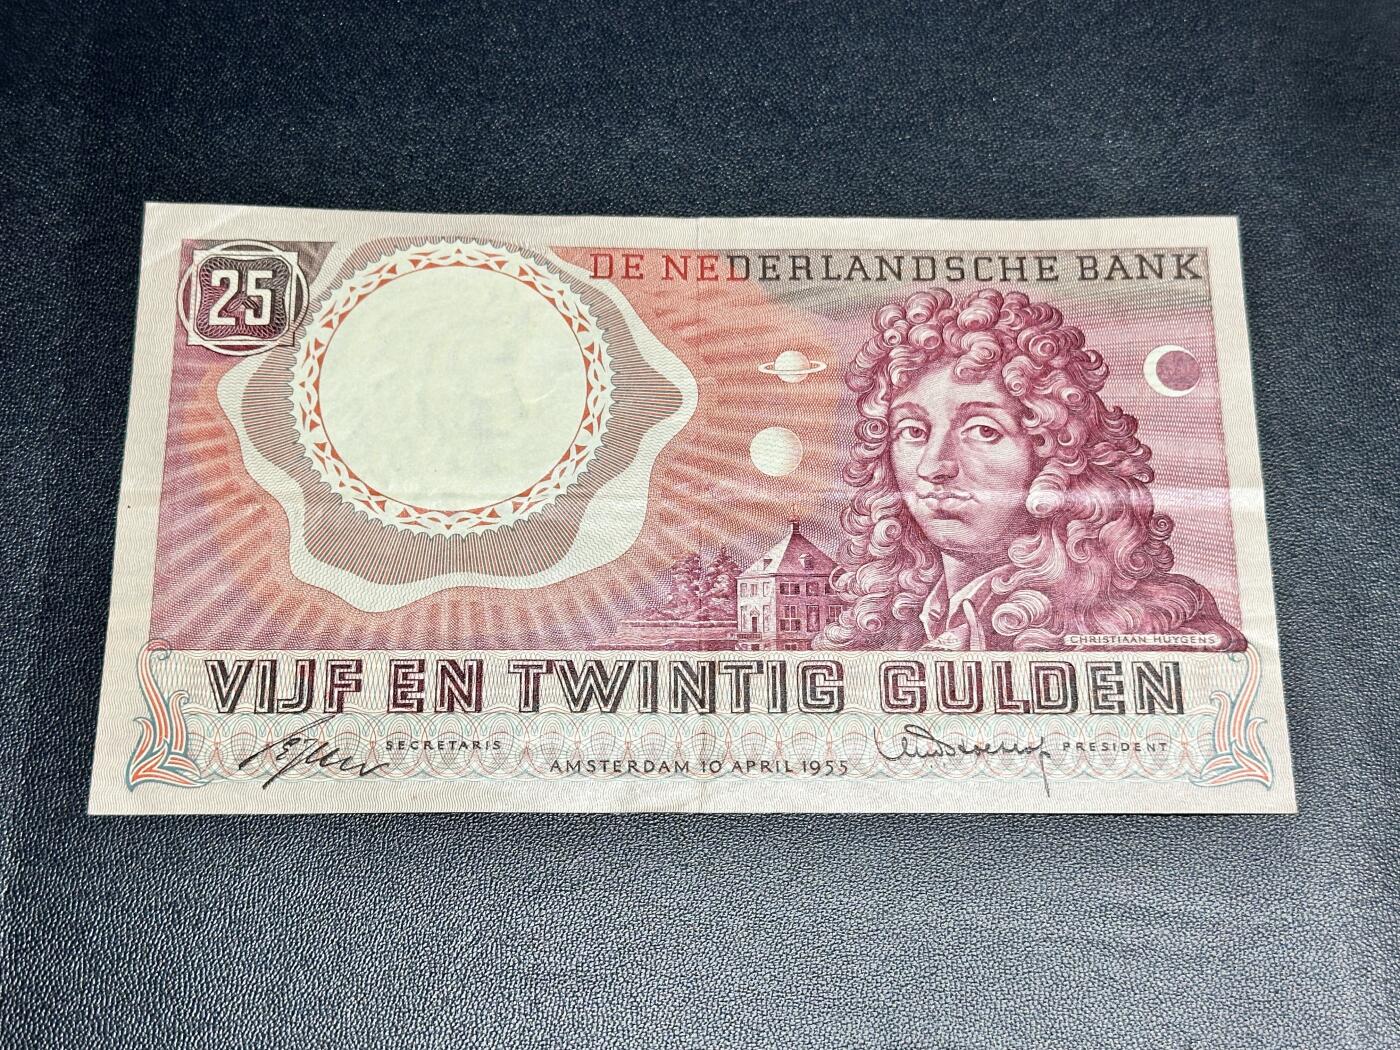 25
DE NEDERLANDSCHE BANK
CHRISTIAAN HUYGENS
VIJF EN TWINTIG GULDEN
SECRETARIS
AMSTERDAM 10 APRIL 1955
PRESIDENT